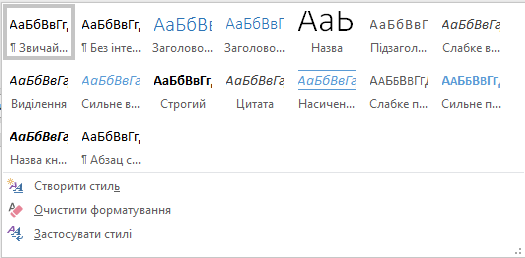 АаБбВвГг АаБбВвГг АаБбВв АаБбВвГ АаЬ АаБбВвГ АаБбВвГг
¶ Звичай... ¶ Без інте... Заголово... Заголово... Назва Підзагол... Слабке в...
АаБбВвГг АаБбВвГг АаБбВвГг АаБбВвГг АаБбВвГг АаБбВвГг АаБбВвГг
Виділення Сильне в... Строгий Цитата Насичен... Слабке п... Сильне п...
АаБбВвГг АаБбВвГг
Назва кн... ¶ Абзац с...
Створити стиль
Очистити форматування
Застосувати стилі